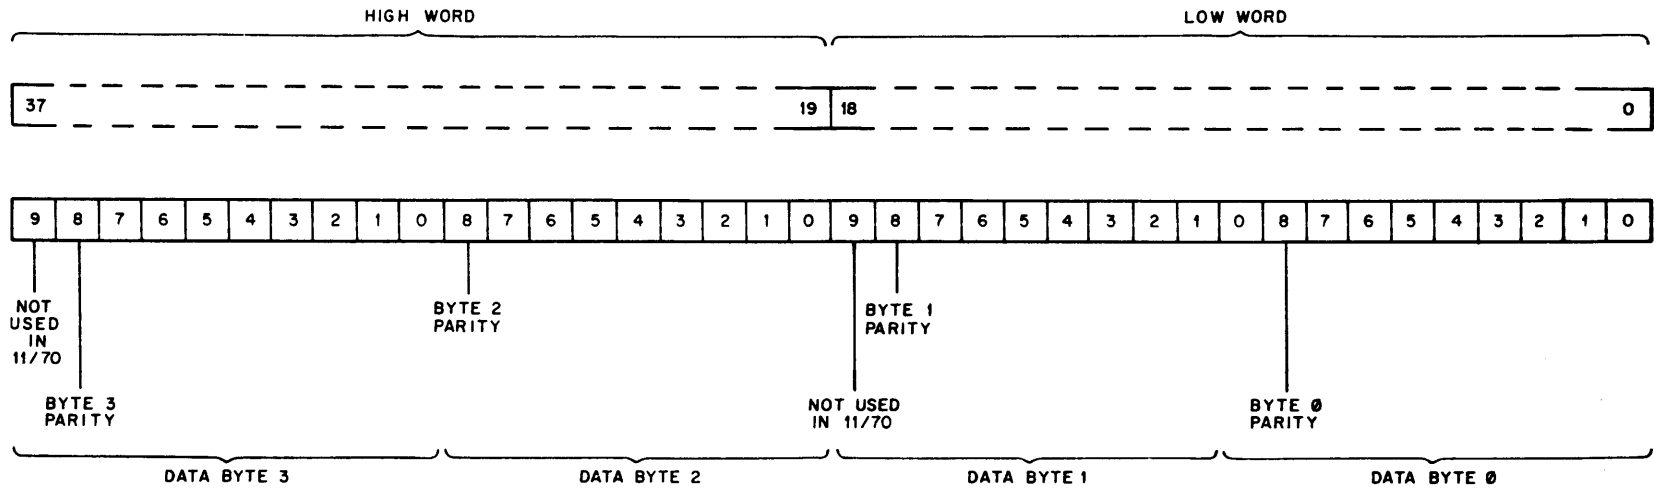 HIGH WORD
LOW WORD
37 19 18 0
9 8 7 6 5 4 3 2 1 0 8 7 6 5 4 3 2 1 0 9 8 7 6 5 4 3 2 1 0 8 7 6 5 4 3 2 1 0
NOT
USED
IN
11/70
BYTE 3
PARITY
BYTE 2
PARITY
NOT USED
IN 11/70
BYTE 1
PARITY
BYTE Ø
PARITY
DATA BYTE 3
DATA BYTE 2
DATA BYTE 1
DATA BYTE Ø